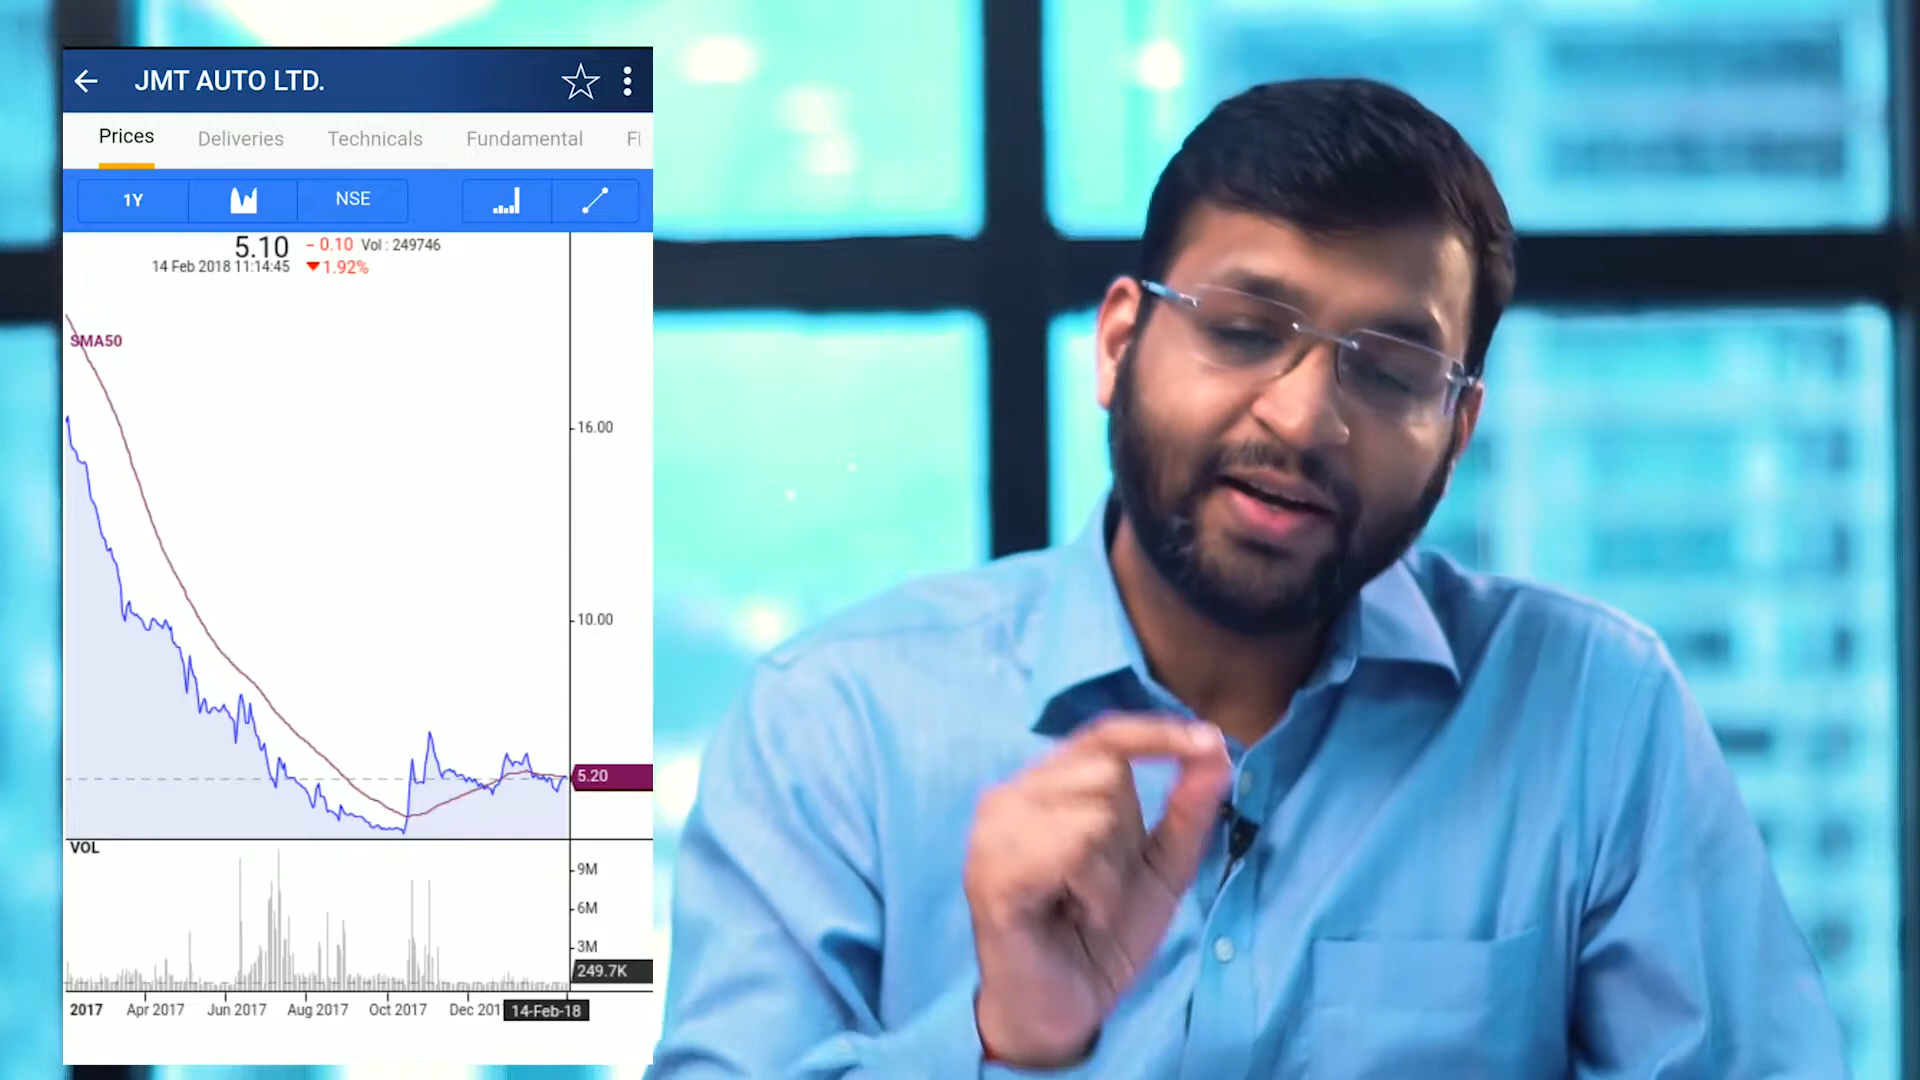 JMT AUTO LTD.
Prices Deliveries Technicals Fundamental Fi
1Y NSE
5.10 - 0.10 Vol : 249746
14 Feb 2018 11:14:45 ▼1.92%
SMA50
16.00
10.00
5.20
VOL
9M
6M
3M
249.7K
2017 Apr 2017 Jun 2017 Aug 2017 Oct 2017 Dec 201 14-Feb-18